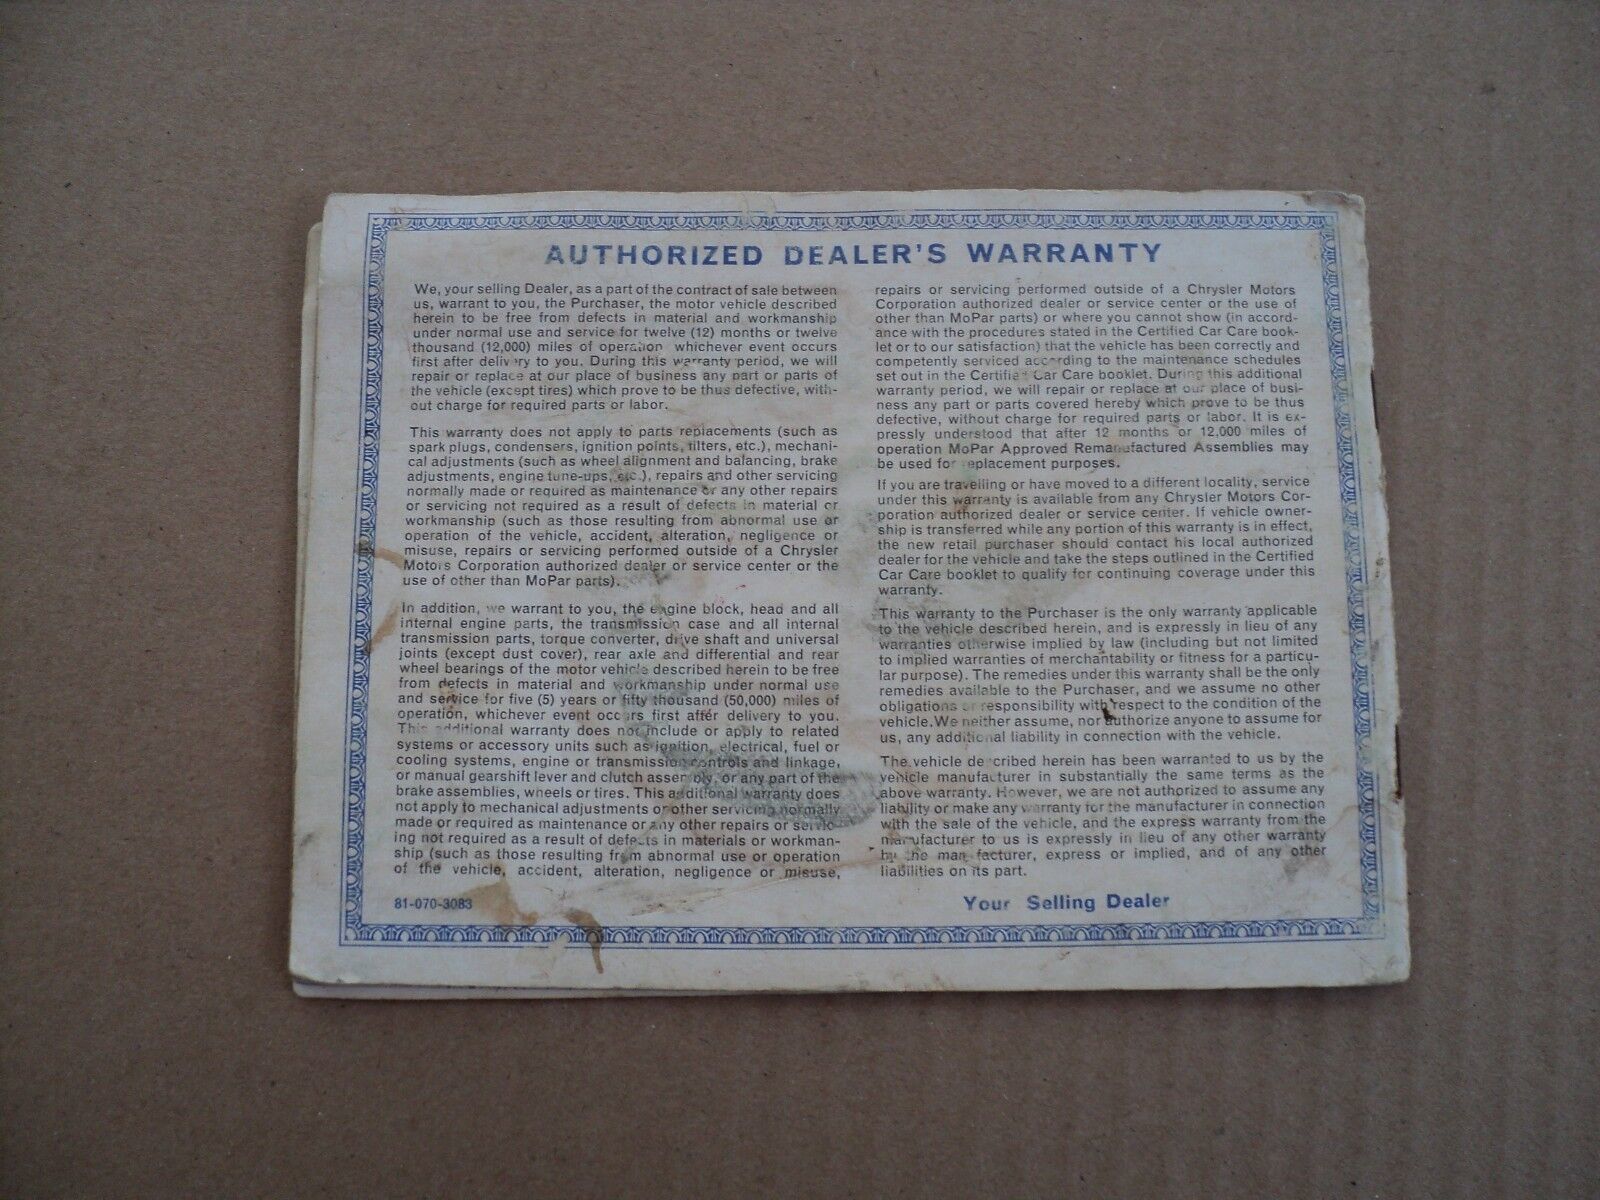 AUTHORIZED DEALER'S WARRANTY
We, your selling Dealer, as a part of the contract of sale between
us, warrant to you, the Purchaser, the motor vehicle described
herein to be free from defects in material and workmanship
under normal use and service for twelve (12) months or twelve
thousand (12,000) miles of operation whichever event occurs
first after delivery to you. During this warranty period, we will
repair or replace at our place of business any part or parts of
the vehicle (except tires) which prove to be thus defective, with-
out charge for required parts or labor.
This warranty does not apply to parts replacements (such as
spark plugs, condensers, ignition points, filters, etc.), mechani-
cal adjustments (such as wheel alignment and balancing, brake
adjustments, engine tune-ups, etc.), repairs and other servicing
normally made or required as maintenance or any other repairs
or servicing not required as a result of defects in material or
workmanship (such as those resulting from abnormal use or
operation of the vehicle, accident, alteration, negligence or
misuse, repairs or servicing performed outside of a Chrysler
Motors Corporation authorized dealer or service center or the
use of other than MoPar parts).
In addition, we warrant to you, the engine block, head and all
internal engine parts, the transmission case and all internal
transmission parts, torque converter, drive shaft and universal
joints (except dust cover), rear axle and differential and rear
wheel bearings of the motor vehicle described herein to be free
from defects in material and workmanship under normal use
and service for five (5) years or fifty thousand (50,000) miles of
operation, whichever event occurs first after delivery to you.
This additional warranty does not include or apply to related
systems or accessory units such as ignition, electrical, fuel or
cooling systems, engine or transmission controls and linkage,
or manual gearshift lever and clutch assembly, or any part of the
brake assemblies, wheels or tires. This additional warranty does
not apply to mechanical adjustments or other servicing normally
made or required as maintenance or any other repairs or servic-
ing not required as a result of defects in materials or workman-
ship (such as those resulting from abnormal use or operation
of the vehicle, accident, alteration, negligence or misuse,
81-070-3083
repairs or servicing performed outside of a Chrysler Motors
Corporation authorized dealer or service center or the use of
other than MoPar parts) or where you cannot show (in accord-
ance with the procedures stated in the Certified Car Care book-
let or to our satisfaction) that the vehicle has been correctly and
competently serviced according to the maintenance schedules
set out in the Certified Car Care booklet. During this additional
warranty period, we will repair or replace at our place of busi-
ness any part or parts covered hereby which prove to be thus
defective, without charge for required parts or labor. It is ex-
pressly understood that after 12 months or 12,000 miles of
operation MoPar Approved Remanufactured Assemblies may
be used for replacement purposes.
If you are travelling or have moved to a different locality, service
under this warranty is available from any Chrysler Motors Cor-
poration authorized dealer or service center. If vehicle owner-
ship is transferred while any portion of this warranty is in effect,
the new retail purchaser should contact his local authorized
dealer for the vehicle and take the steps outlined in the Certified
Car Care booklet to qualify for continuing coverage under this
warranty.
This warranty to the Purchaser is the only warranty applicable
to the vehicle described herein, and is expressly in lieu of any
warranties otherwise implied by law (including but not limited
to implied warranties of merchantability or fitness for a particu-
lar purpose). The remedies under this warranty shall be the only
remedies available to the Purchaser, and we assume no other
obligations or responsibility with respect to the condition of the
vehicle. We neither assume, nor authorize anyone to assume for
us, any additional liability in connection with the vehicle.
The vehicle described herein has been warranted to us by the
vehicle manufacturer in substantially the same terms as the
above warranty. However, we are not authorized to assume any
liability or make any warranty for the manufacturer in connection
with the sale of the vehicle, and the express warranty from the
manufacturer to us is expressly in lieu of any other warranty
by the manufacturer, express or implied, and of any other
liabilities on its part.
Your Selling Dealer